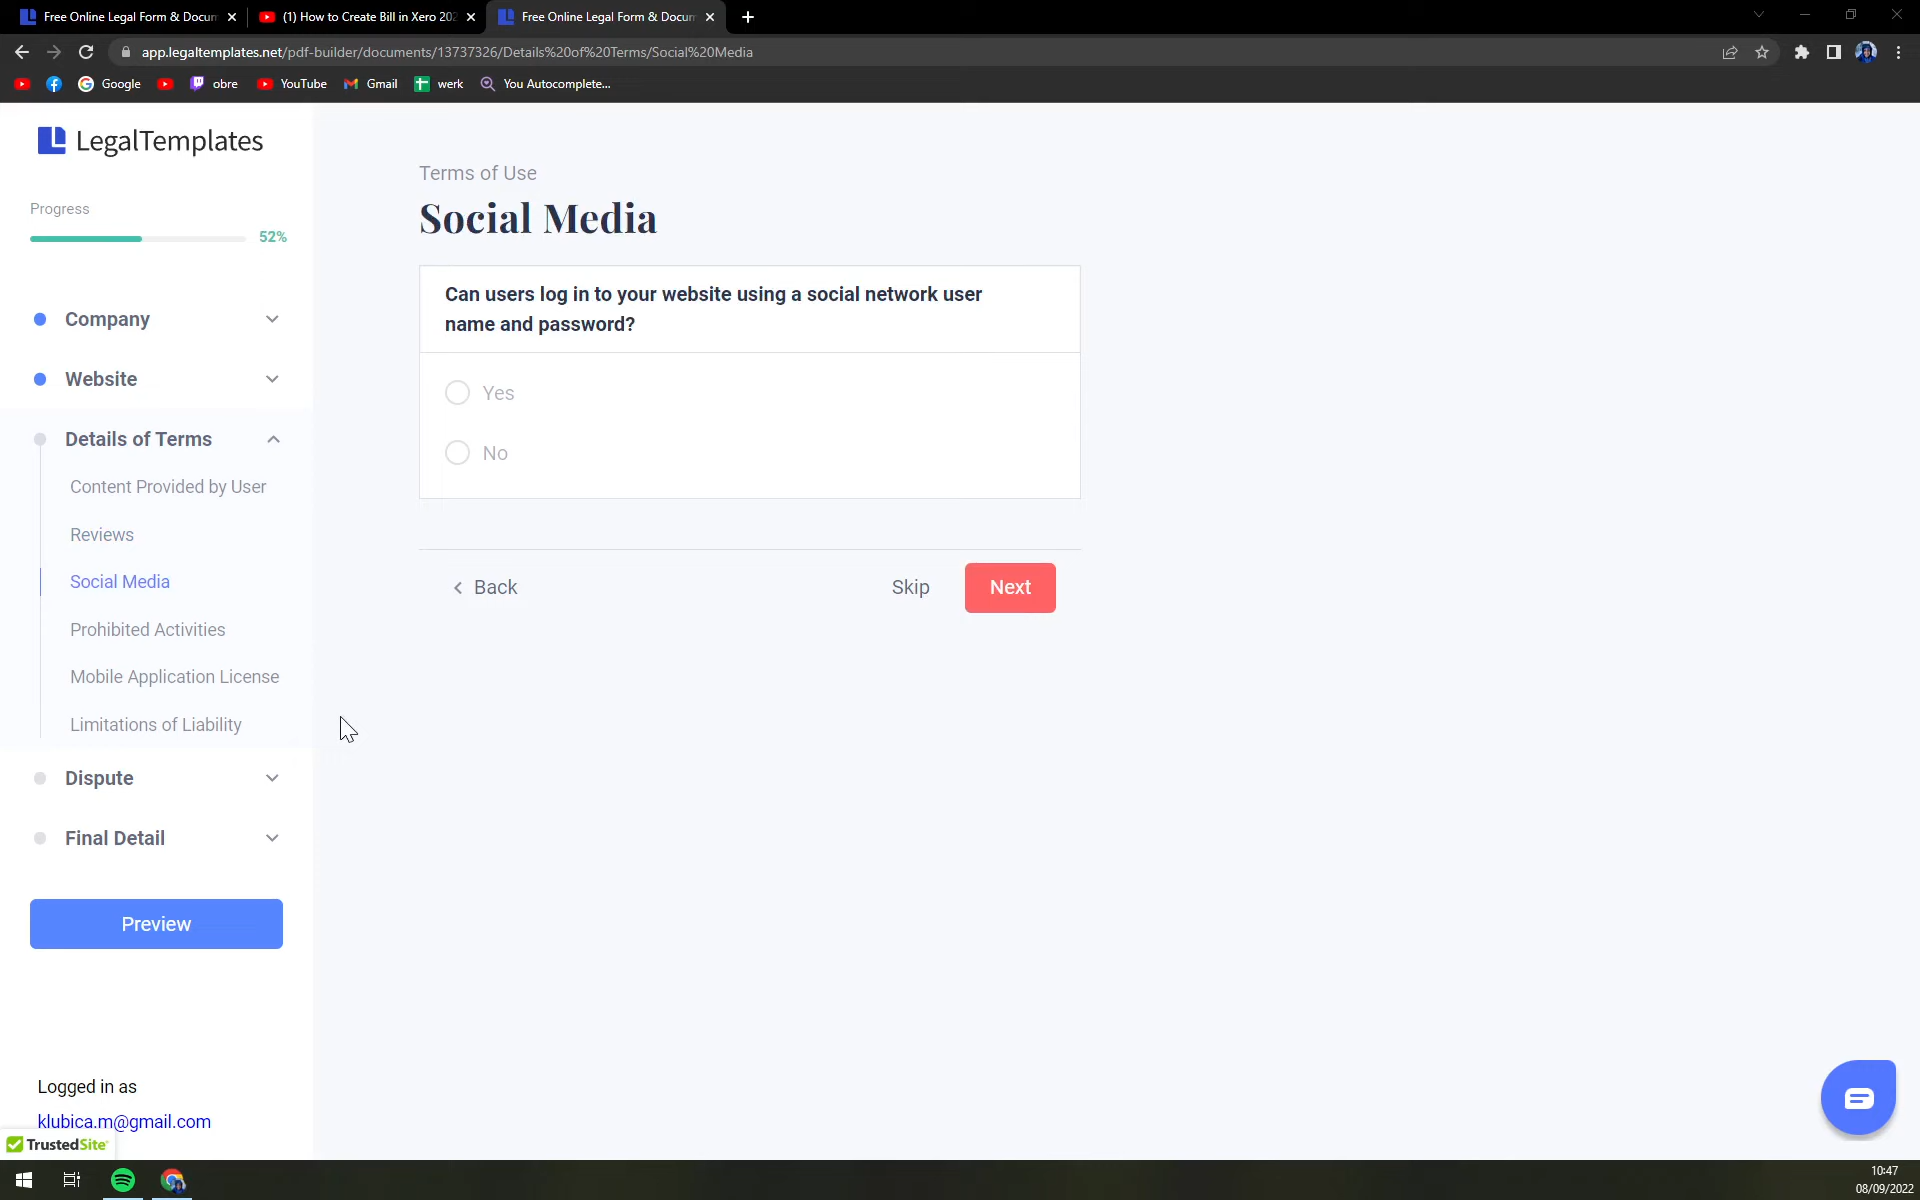 Free Online Legal Form & Docum
(1) How to Create Bill in Xero 202
Free Online Legal Form & Docum
app.legaltemplates.net/pdf-builder/documents/13737326/Details%20of%20Terms/Social%20Media
Google
obre
YouTube
Gmail
werk
You Autocomplete...
LegalTemplates
Progress
52%
Company
Website
Details of Terms
Content Provided by User
Reviews
Social Media
Prohibited Activities
Mobile Application License
Limitations of Liability
Dispute
Final Detail
Preview
Logged in as
klubica.m@gmail.com
TrustedSite
Terms of Use
Social Media
Can users log in to your website using a social network user
name and password?
Yes
No
Back
Skip
Next
10:47
08/09/2022